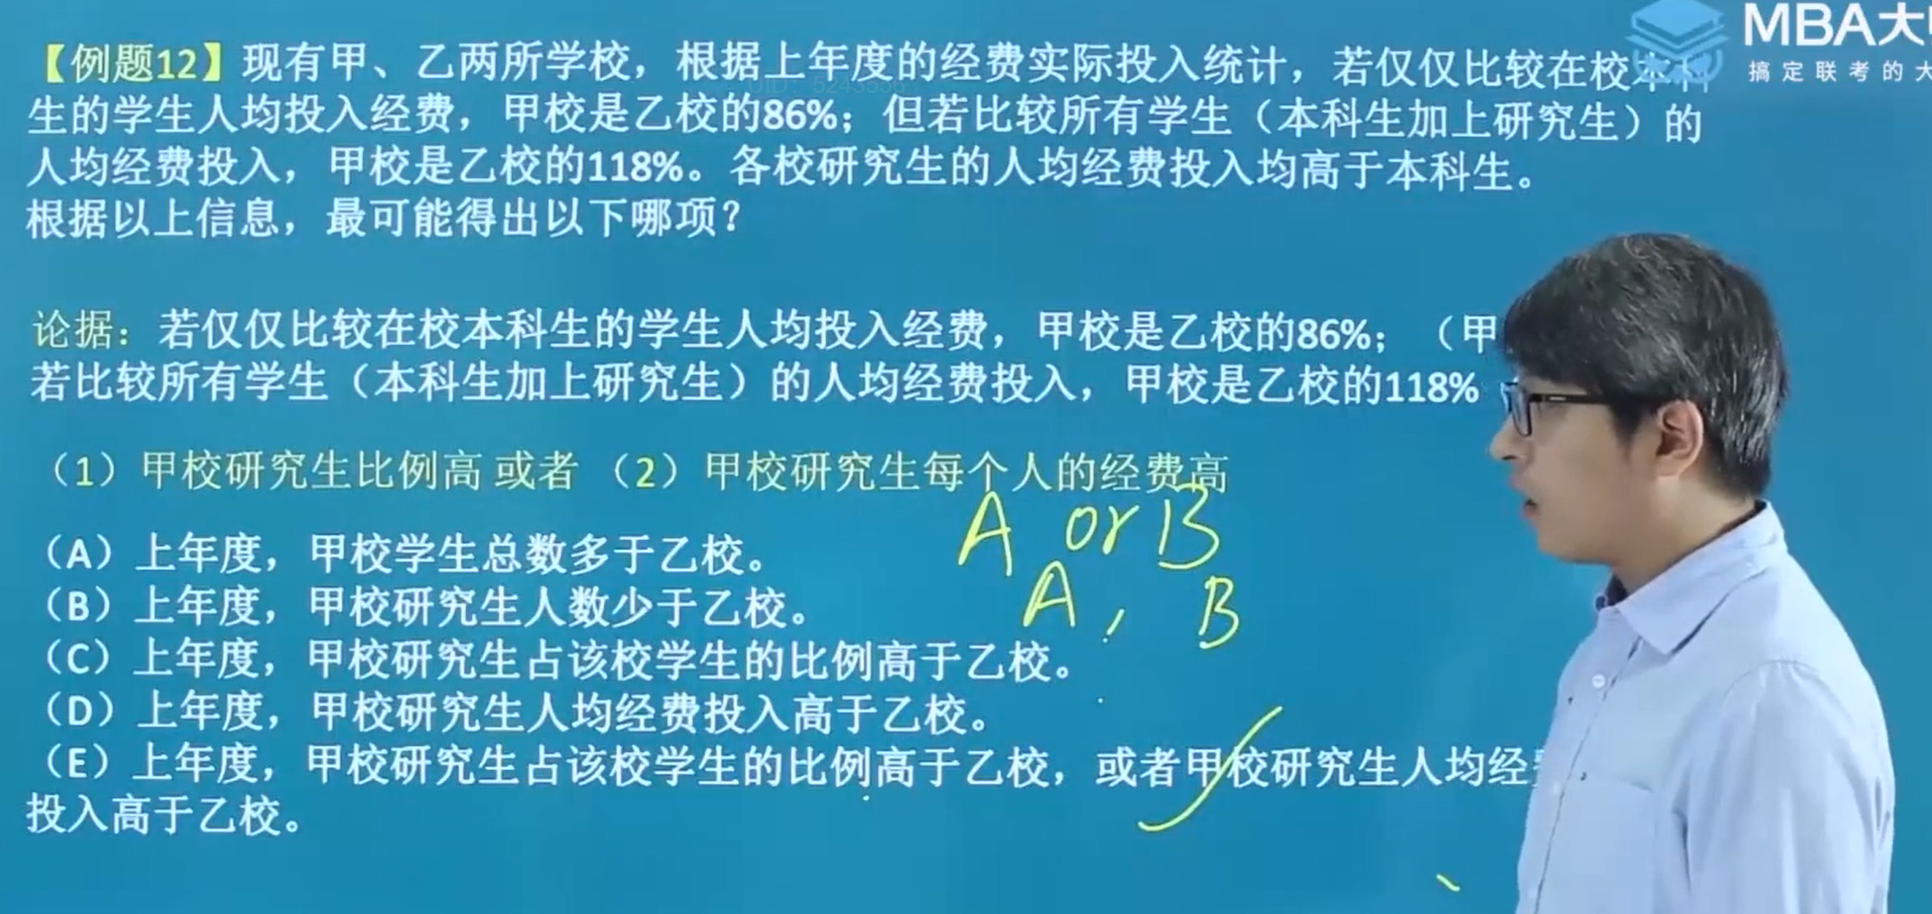 MBA大
搞定联考的大
【例题12】现有甲、乙两所学校，根据上年度的经费实际投入统计，若仅仅比较在校本科
生的学生人均投入经费，甲校是乙校的86%；但若比较所有学生（本科生加上研究生）的
人均经费投入，甲校是乙校的118%。各校研究生的人均经费投入均高于本科生。
根据以上信息，最可能得出以下哪项？
论据：若仅仅比较在校本科生的学生人均投入经费，甲校是乙校的86%；（甲
若比较所有学生（本科生加上研究生）的人均经费投入，甲校是乙校的118%
（1）甲校研究生比例高 或者 （2）甲校研究生每个人的经费高
A or B
A, B
（A）上年度，甲校学生总数多于乙校。
（B）上年度，甲校研究生人数少于乙校。
（C）上年度，甲校研究生占该校学生的比例高于乙校。
（D）上年度，甲校研究生人均经费投入高于乙校。
（E）上年度，甲校研究生占该校学生的比例高于乙校，或者甲校研究生人均经
投入高于乙校。